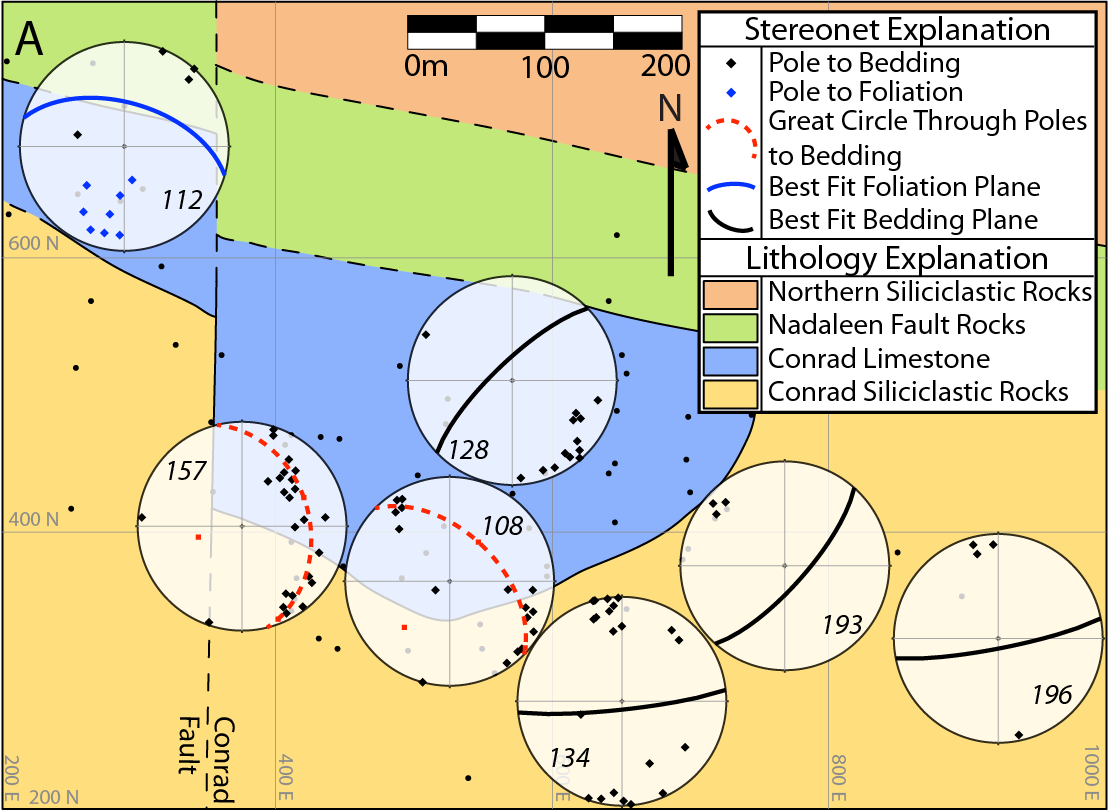 A
0m 100 200
N
Stereonet Explanation
Pole to Bedding
Pole to Foliation
Great Circle Through Poles
to Bedding
Best Fit Foliation Plane
Best Fit Bedding Plane
Lithology Explanation
Northern Siliciclastic Rocks
Nadaleen Fault Rocks
Conrad Limestone
Conrad Siliciclastic Rocks
112
600 N
128
157
400 N
108
193
196
134
Conrad
Fault
200 E
200 N
400 E
800 E
1000 E